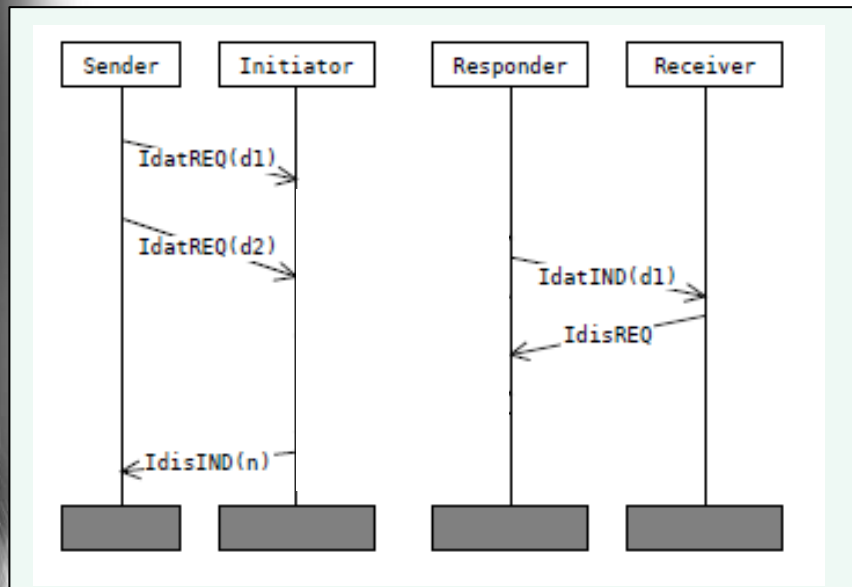 Sender Initiator Responder Receiver
IdatREQ(d1)
IdatREQ(d2)
IdatIND(d1)
IdisREQ
IdisIND(n)